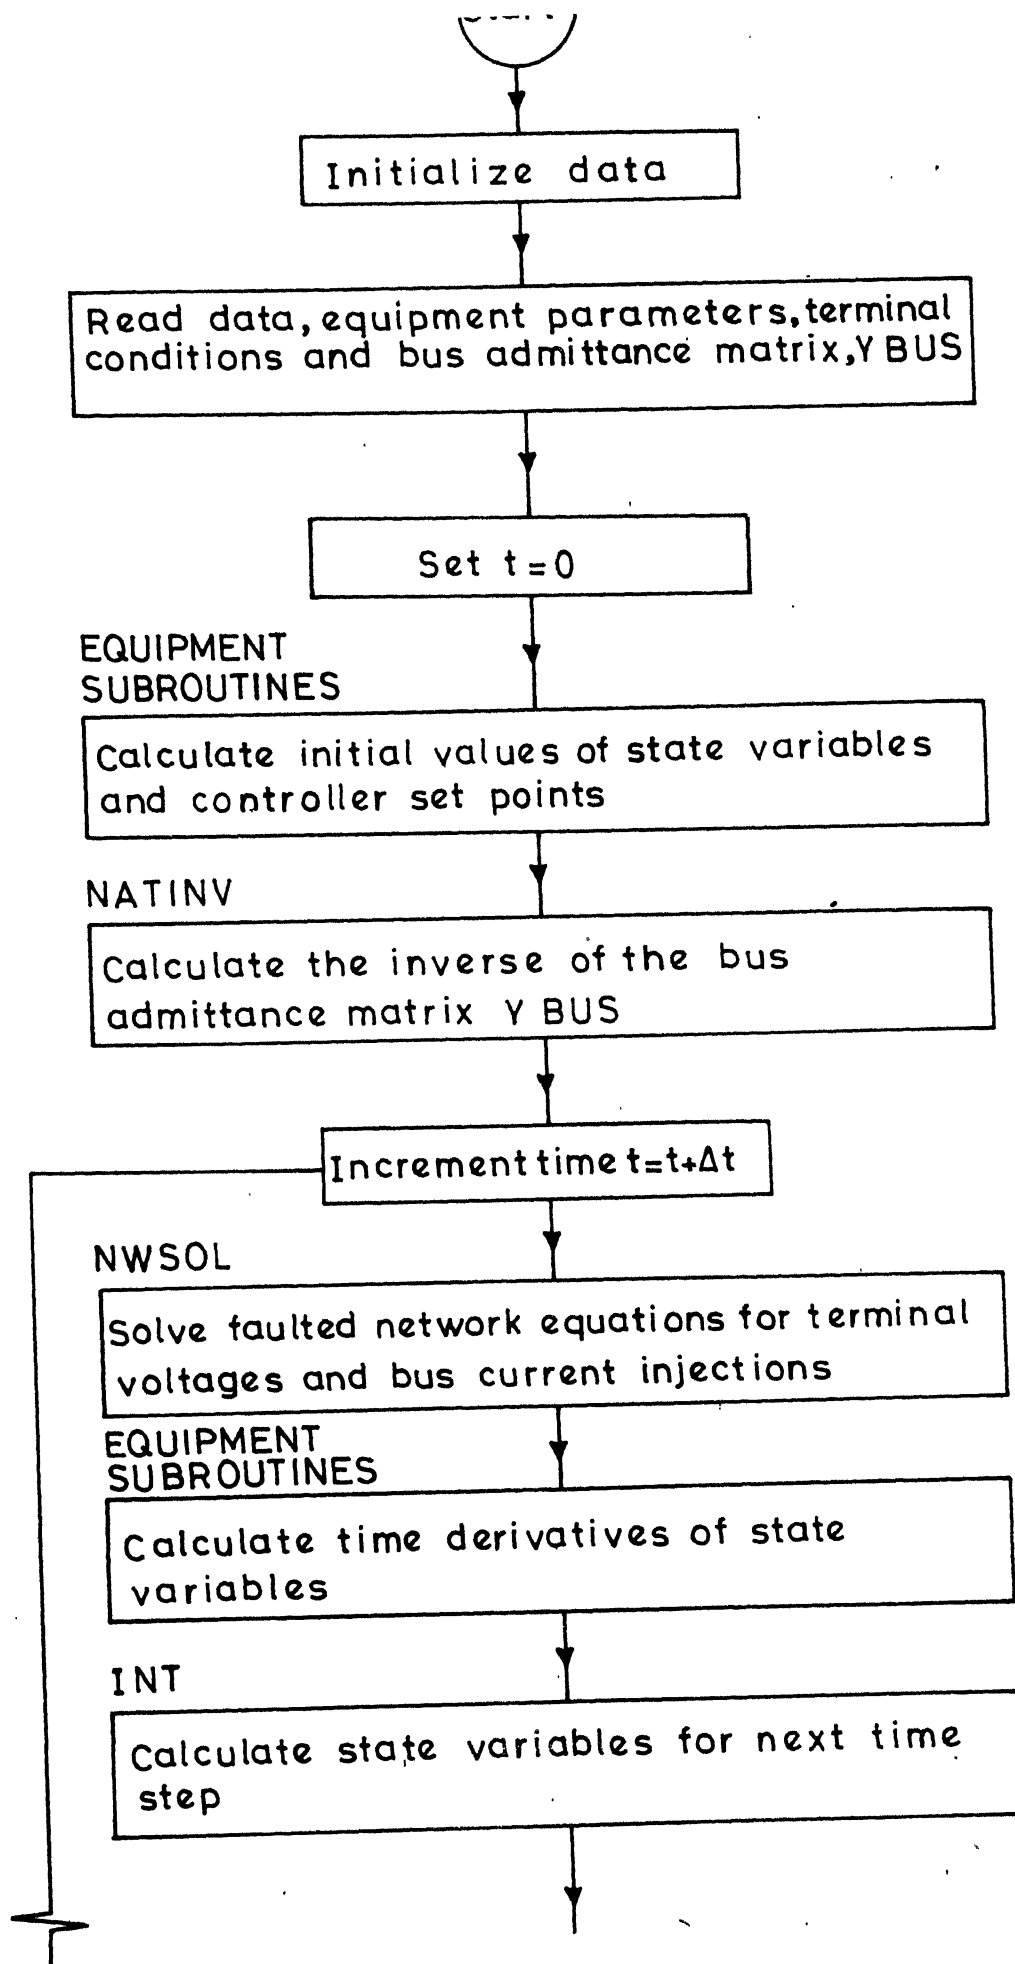 Initialize data
Read data, equipment parameters, terminal
conditions and bus admittance matrix, Y BUS
Set t = 0
EQUIPMENT
SUBROUTINES
Calculate initial values of state variables
and controller set points
NATINV
Calculate the inverse of the bus
admittance matrix Y BUS
Increment time t=t+Δt
NWSOL
Solve faulted network equations for terminal
voltages and bus current injections
EQUIPMENT
SUBROUTINES
Calculate time derivatives of state
variables
INT
Calculate state variables for next time
step